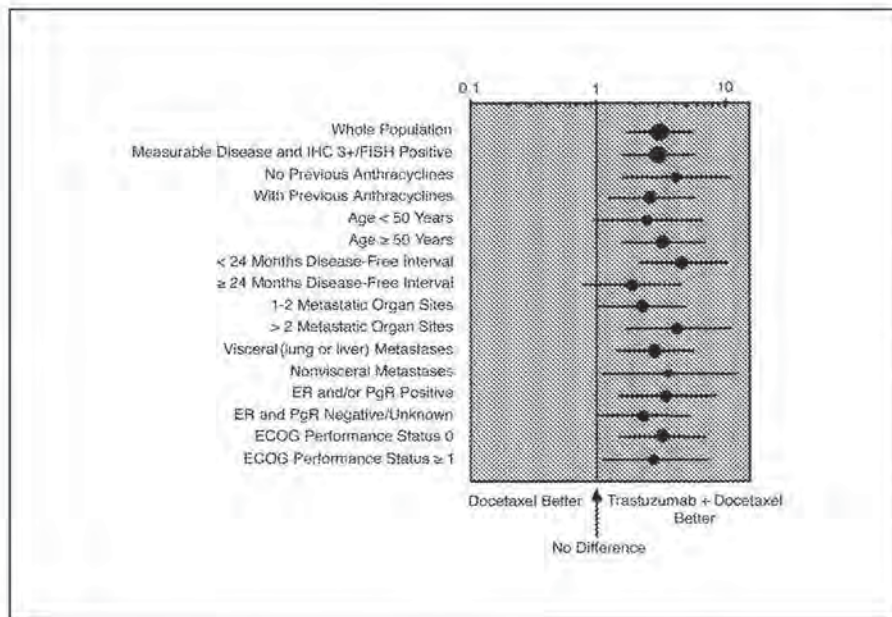 0.1 1 10
Whole Population
Measurable Disease and IHC 3+/FISH Positive
No Previous Anthracyclines
With Previous Anthracyclines
Age < 50 Years
Age ≥ 50 Years
< 24 Months Disease-Free Interval
≥ 24 Months Disease-Free Interval
1-2 Metastatic Organ Sites
> 2 Metastatic Organ Sites
Visceral (lung or liver) Metastases
Nonvisceral Metastases
ER and/or PgR Positive
ER and PgR Negative/Unknown
ECOG Performance Status 0
ECOG Performance Status ≥ 1
Docetaxel Better Trastuzumab + Docetaxel
Better
No Difference